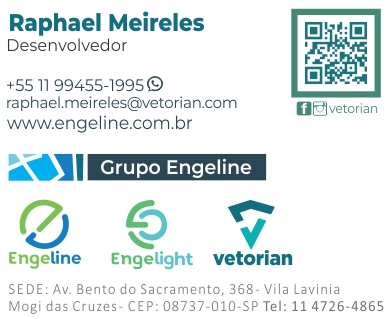 Raphael Meireles
Desenvolvedor
+55 11 99455-1995
raphael.meireles@vetorian.com
www.engeline.com.br
vetorian
Grupo Engeline
Engeline
Engelight
vetorian
SEDE: Av. Bento do Sacramento, 368- Vila Lavinia
Mogi das Cruzes- CEP: 08737-010-SP Tel: 11 4726-4865